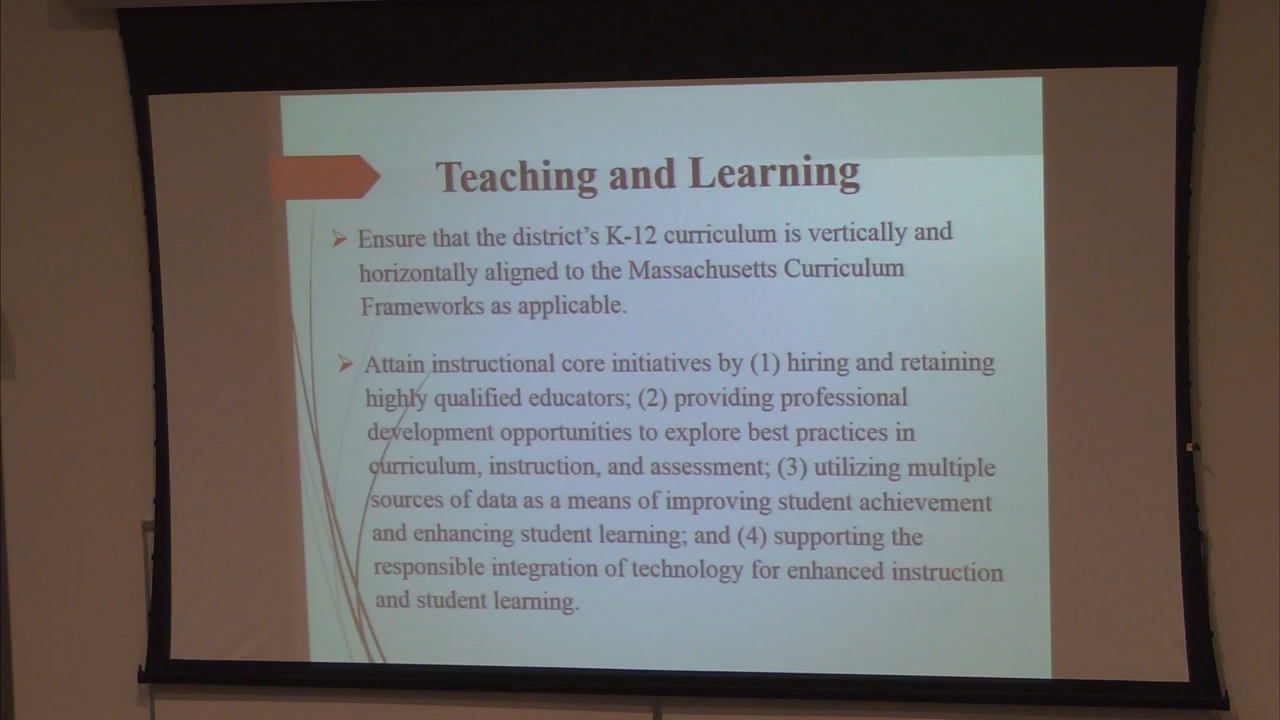 Teaching and Learning
Ensure that the district's K-12 curriculum is vertically and
horizontally aligned to the Massachusetts Curriculum
Frameworks as applicable.
Attain instructional core initiatives by (1) hiring and retaining
highly qualified educators; (2) providing professional
development opportunities to explore best practices in
curriculum, instruction, and assessment; (3) utilizing multiple
sources of data as a means of improving student achievement
and enhancing student learning; and (4) supporting the
responsible integration of technology for enhanced instruction
and student learning.